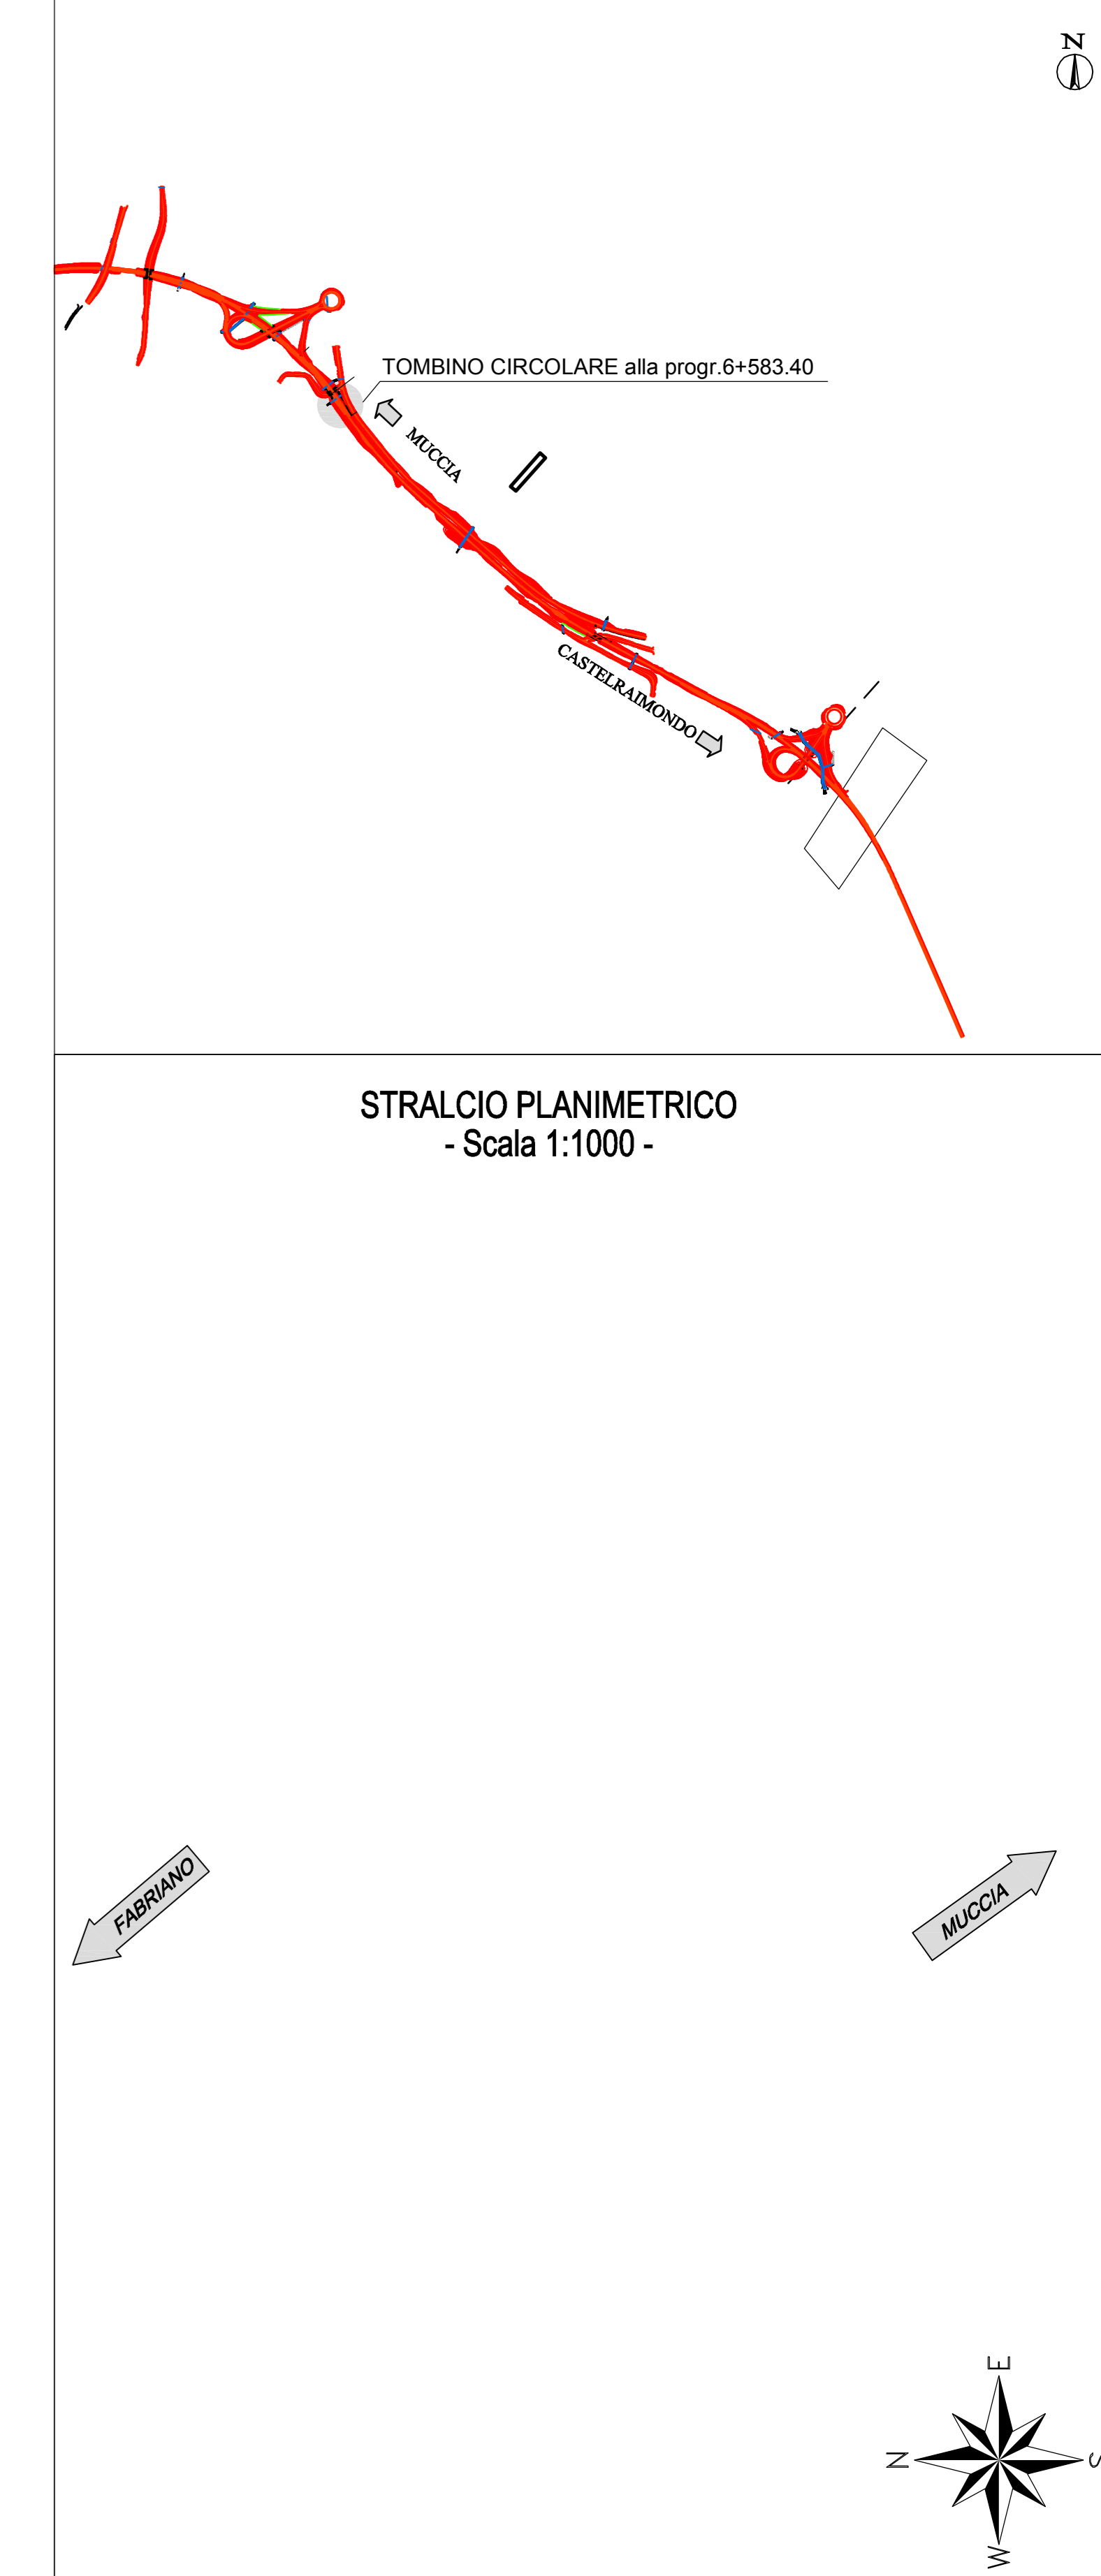 N
TOMBINO CIRCOLARE alla progr.6+583.40
MUCCIA
CASTELRAIMONDO
STRALCIO PLANIMETRICO
- Scala 1:1000 -
FABRIANO
MUCCIA
E
N
S
W